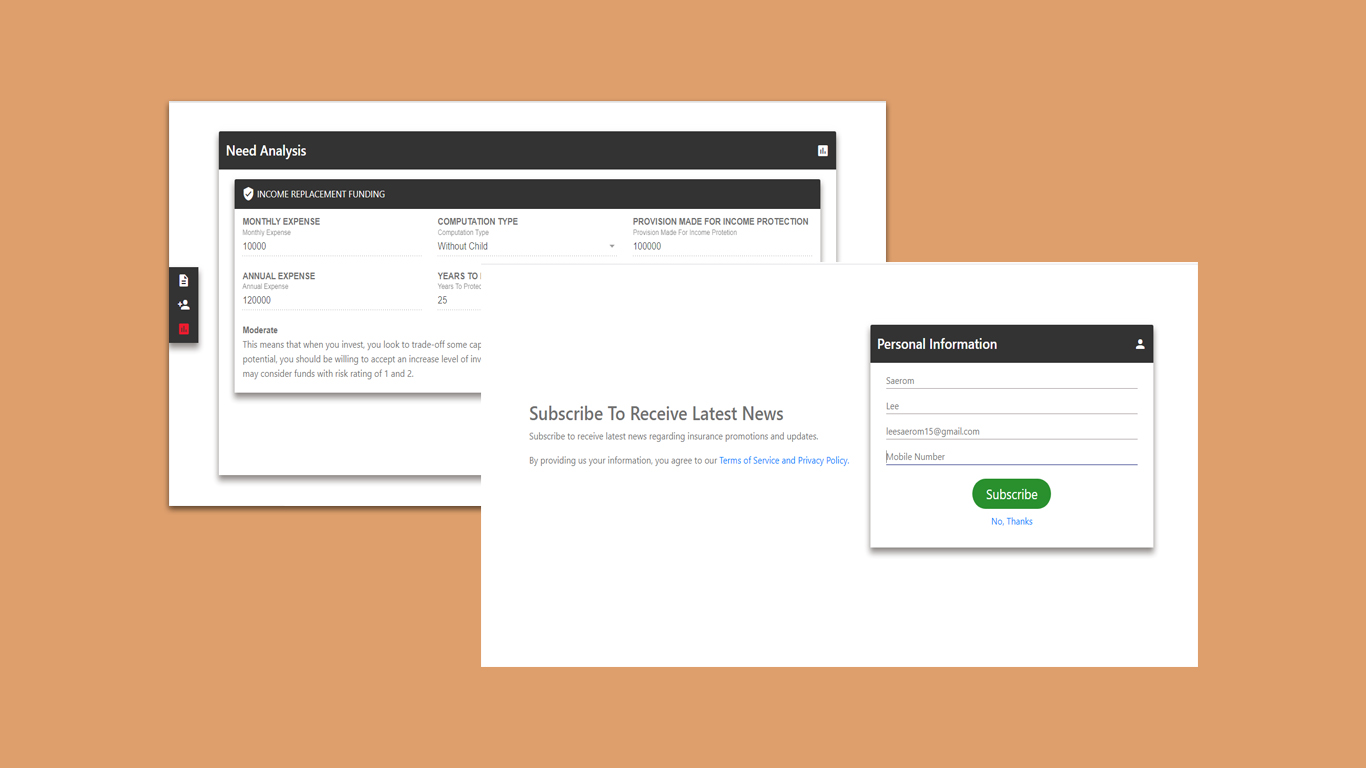 Need Analysis
INCOME REPLACEMENT FUNDING
MONTHLY EXPENSE
Monthly Expense
10000
COMPUTATION TYPE
Computation Type
Without Child
PROVISION MADE FOR INCOME PROTECTION
Provision Made For Income Protetion
100000
ANNUAL EXPENSE
Annual Expense
120000
YEARS TO
Years To Protec
25
Moderate
This means that when you invest, you look to trade-off some cap
potential, you should be willing to accept an increase level of inv
may consider funds with risk rating of 1 and 2.
Subscribe To Receive Latest News
Subscribe to receive latest news regarding insurance promotions and updates.
By providing us your information, you agree to our Terms of Service and Privacy Policy.
Personal Information
Saerom
Lee
leesaerom15@gmail.com
Mobile Number
Subscribe
No, Thanks